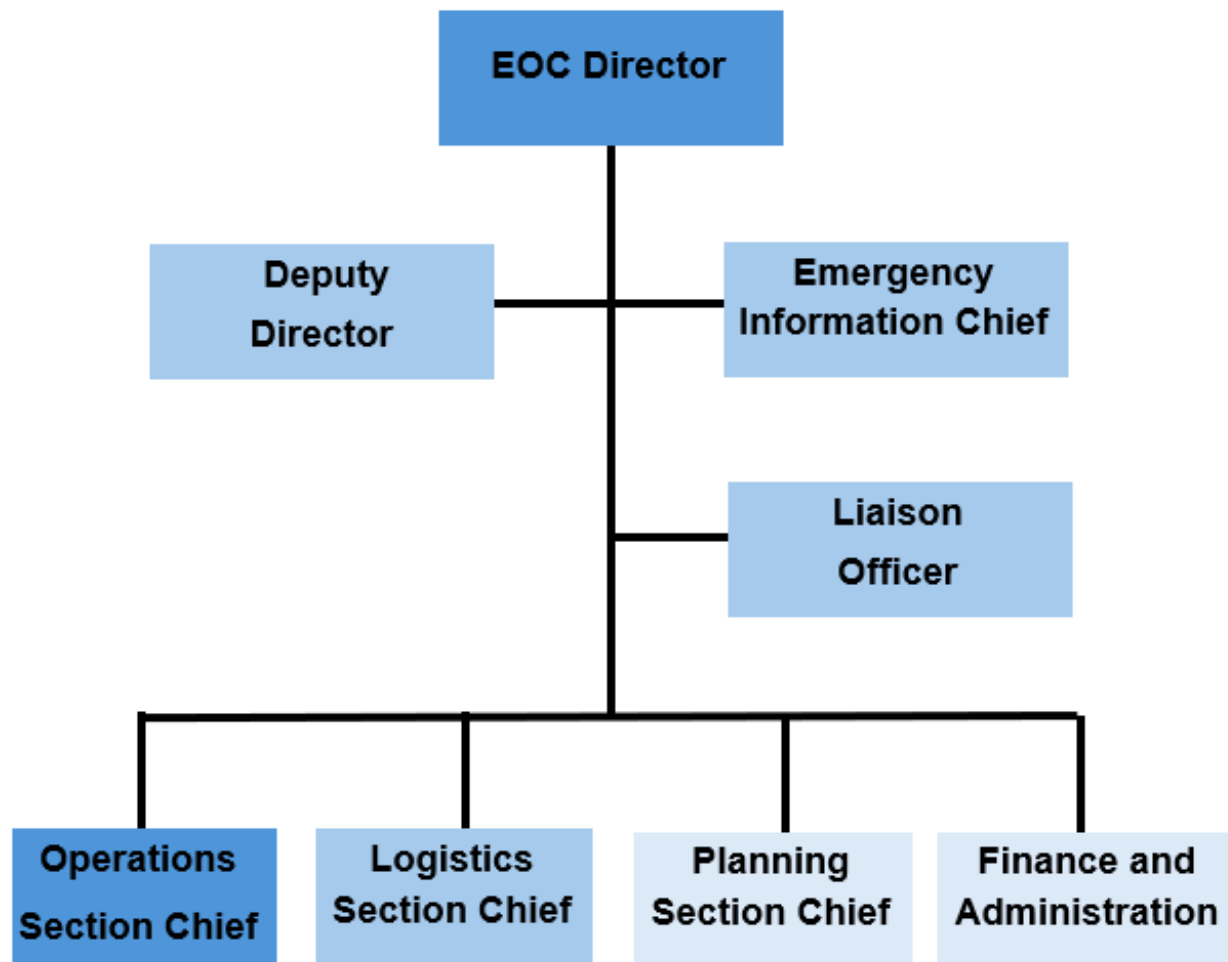 EOC Director
Deputy
Director
Emergency
Information Chief
Liaison
Officer
Operations
Section Chief
Logistics
Section Chief
Planning
Section Chief
Finance and
Administration